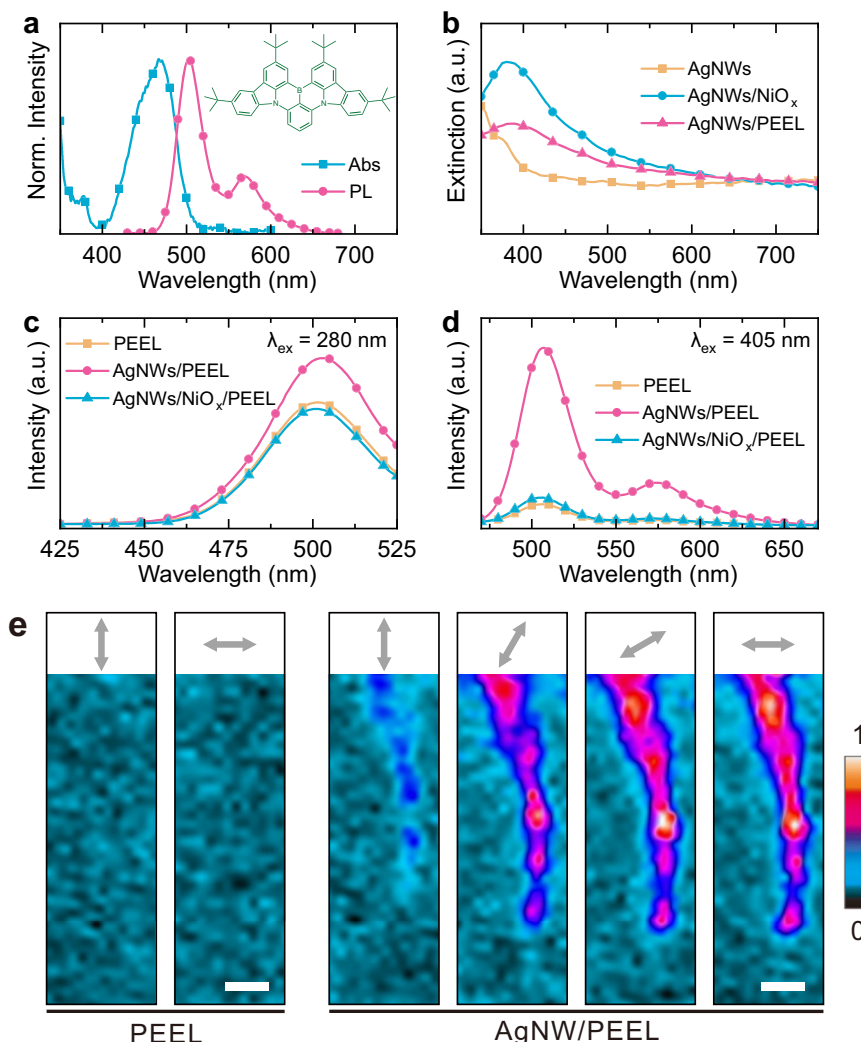 a
Norm. Intensity
B
N
N
Abs
PL
400 500 600 700
Wavelength (nm)
b
Extinction (a.u.)
AgNWs
AgNWs/NiOₓ
AgNWs/PEEL
400 500 600 700
Wavelength (nm)
c
Intensity (a.u.)
λₑₓ = 280 nm
PEEL
AgNWs/PEEL
AgNWs/NiOₓ/PEEL
425 450 475 500 525
Wavelength (nm)
d
Intensity (a.u.)
λₑₓ = 405 nm
PEEL
AgNWs/PEEL
AgNWs/NiOₓ/PEEL
500 550 600 650
Wavelength (nm)
e
1
0
PEEL
AgNW/PEEL